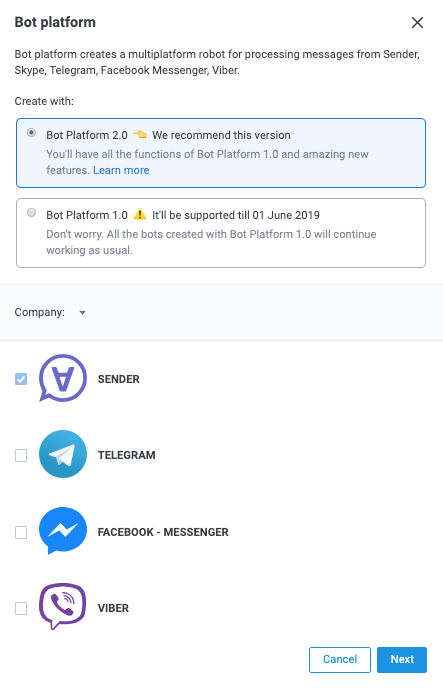 Bot platform
Bot platform creates a multiplatform robot for processing messages from Sender,
Skype, Telegram, Facebook Messenger, Viber.
Create with:
Bot Platform 2.0 👈 We recommend this version
You'll have all the functions of Bot Platform 1.0 and amazing new
features. Learn more
Bot Platform 1.0 ⚠️ It'll be supported till 01 June 2019
Don't worry. All the bots created with Bot Platform 1.0 will continue
working as usual.
Company:
SENDER
TELEGRAM
FACEBOOK - MESSENGER
VIBER
Cancel
Next